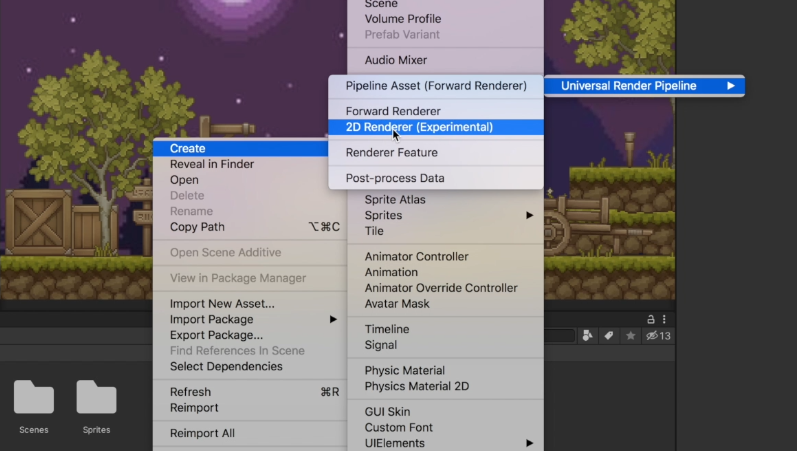 Scene
Volume Profile
Prefab Variant
Audio Mixer
Universal Render Pipeline
Pipeline Asset (Forward Renderer)
Forward Renderer
2D Renderer (Experimental)
Renderer Feature
Post-process Data
Sprite Atlas
Sprites
Tile
Animator Controller
Animation
Animator Override Controller
Avatar Mask
Timeline
Signal
Physic Material
Physics Material 2D
GUI Skin
Custom Font
UIElements
Create
Reveal in Finder
Open
Delete
Rename
Copy Path ⌥⌘C
Open Scene Additive
View in Package Manager
Import New Asset...
Import Package
Export Package...
Find References In Scene
Select Dependencies
Refresh ⌘R
Reimport
Reimport All
13
Scenes
Sprites